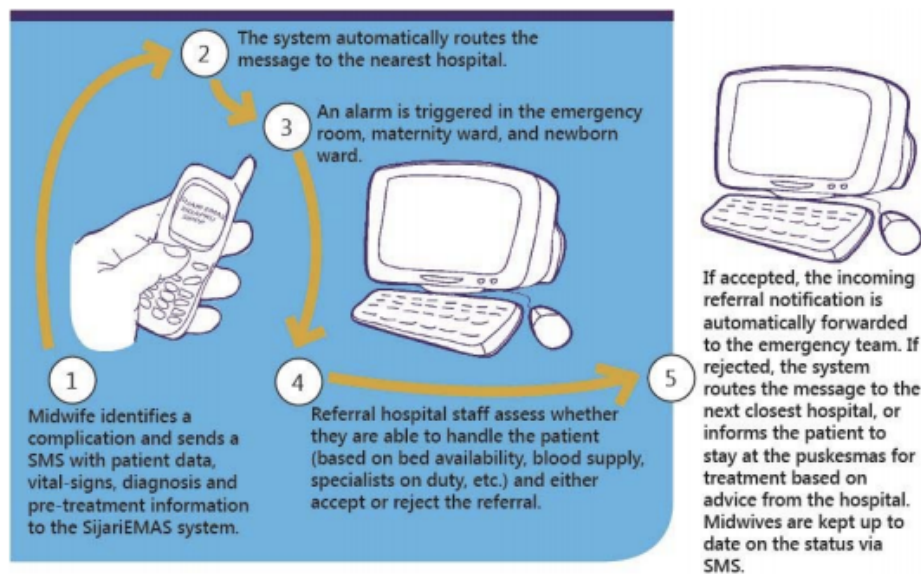 2
The system automatically routes the
message to the nearest hospital.
3
An alarm is triggered in the emergency
room, maternity ward, and newborn
ward.
SIJARI EMAS
1
Midwife identifies a
complication and sends a
SMS with patient data,
vital-signs, diagnosis and
pre-treatment information
to the SijariEMAS system.
4
Referral hospital staff assess whether
they are able to handle the patient
(based on bed availability, blood supply,
specialists on duty, etc.) and either
accept or reject the referral.
5
If accepted, the incoming
referral notification is
automatically forwarded
to the emergency team. If
rejected, the system
routes the message to the
next closest hospital, or
informs the patient to
stay at the puskesmas for
treatment based on
advice from the hospital.
Midwives are kept up to
date on the status via
SMS.